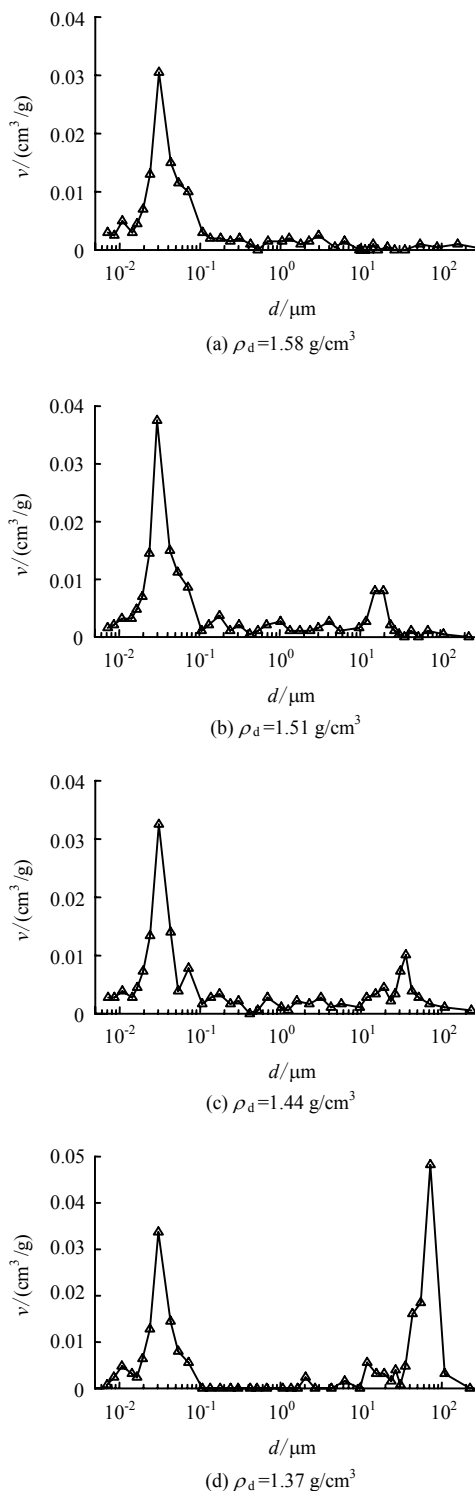 0.04
0.03
0.02
0.01
0
v/(cm³/g)
10⁻² 10⁻¹ 10⁰ 10¹ 10²
d/μm
(a) ρd=1.58 g/cm³
0.04
0.03
0.02
0.01
0
v/(cm³/g)
10⁻² 10⁻¹ 10⁰ 10¹ 10²
d/μm
(b) ρd=1.51 g/cm³
0.04
0.03
0.02
0.01
0
v/(cm³/g)
10⁻² 10⁻¹ 10⁰ 10¹ 10²
d/μm
(c) ρd=1.44 g/cm³
0.05
0.04
0.03
0.02
0.01
0
v/(cm³/g)
10⁻² 10⁻¹ 10⁰ 10¹ 10²
d/μm
(d) ρd=1.37 g/cm³